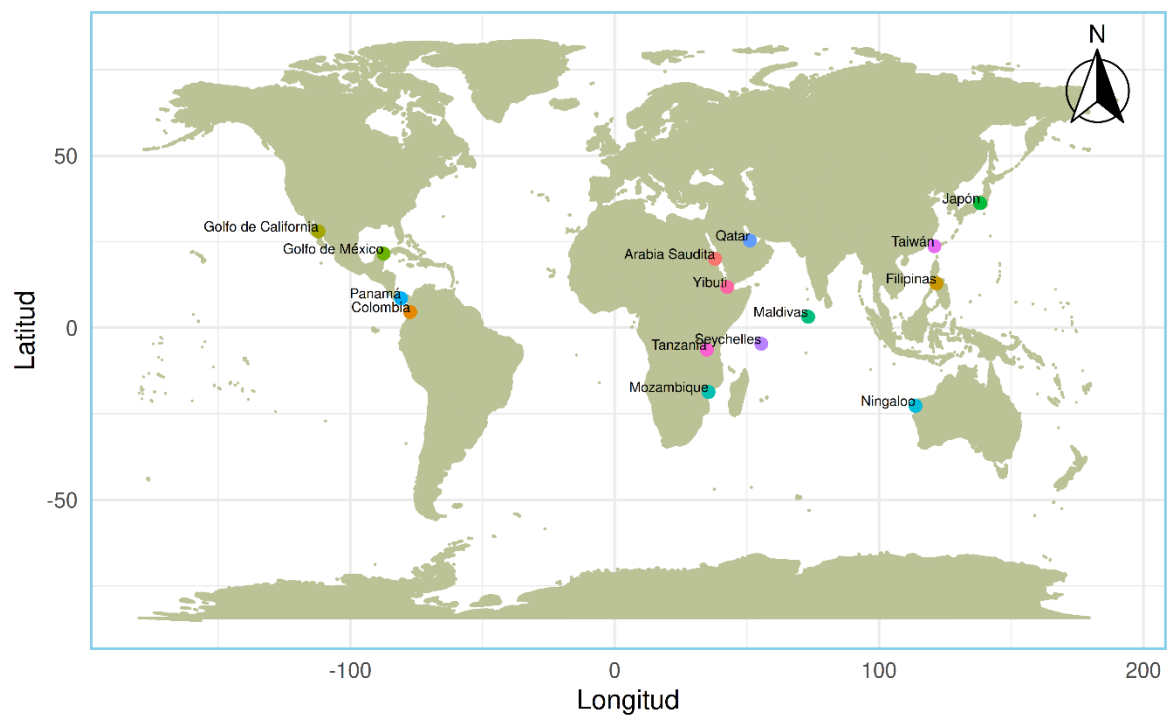 N
50
Japón
Golfo de California
Qatar
Taiwán
Golfo de México
Arabia Saudita
Yibuti
Filipinas
Panamá
Colombia
Maldivas
0
Seychelles
Tanzania
Mozambique
Ningaloo
-50
Latitud
-100
0
100
200
Longitud